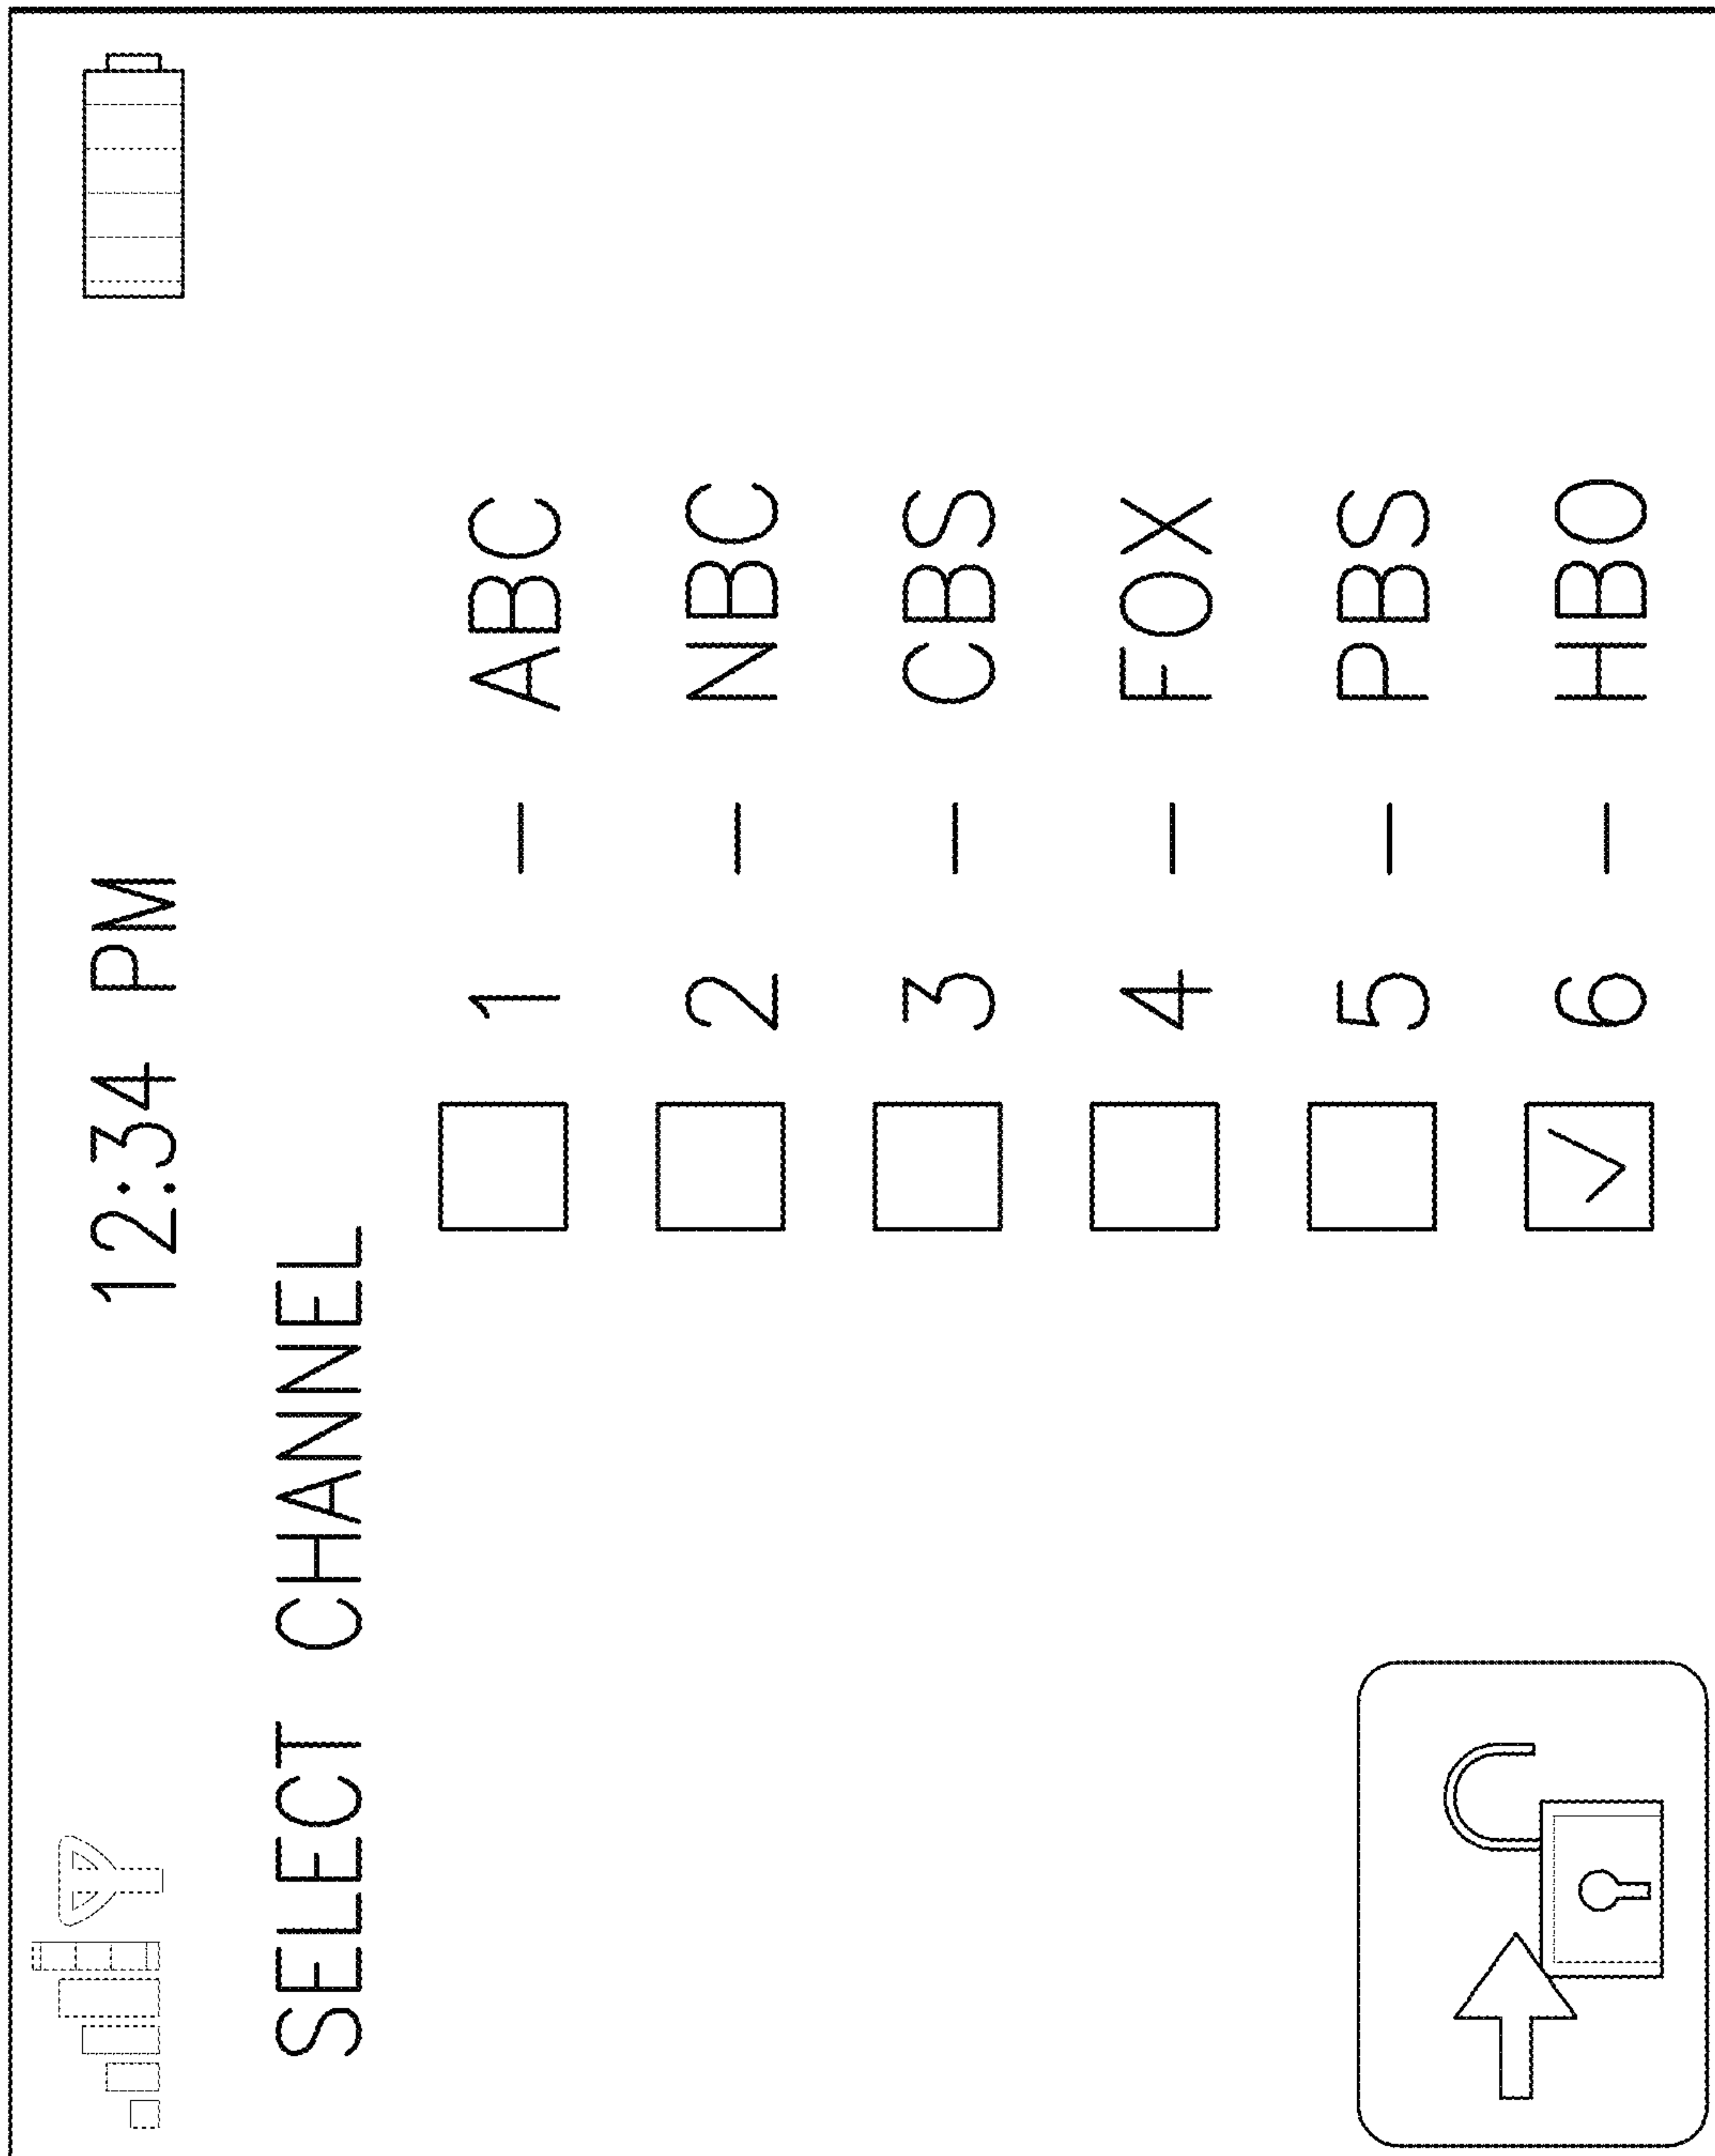 12:34 PM
SELECT CHANNEL
1 – ABC
2 – NBC
3 – CBS
4 – FOX
5 – PBS
6 – HBO